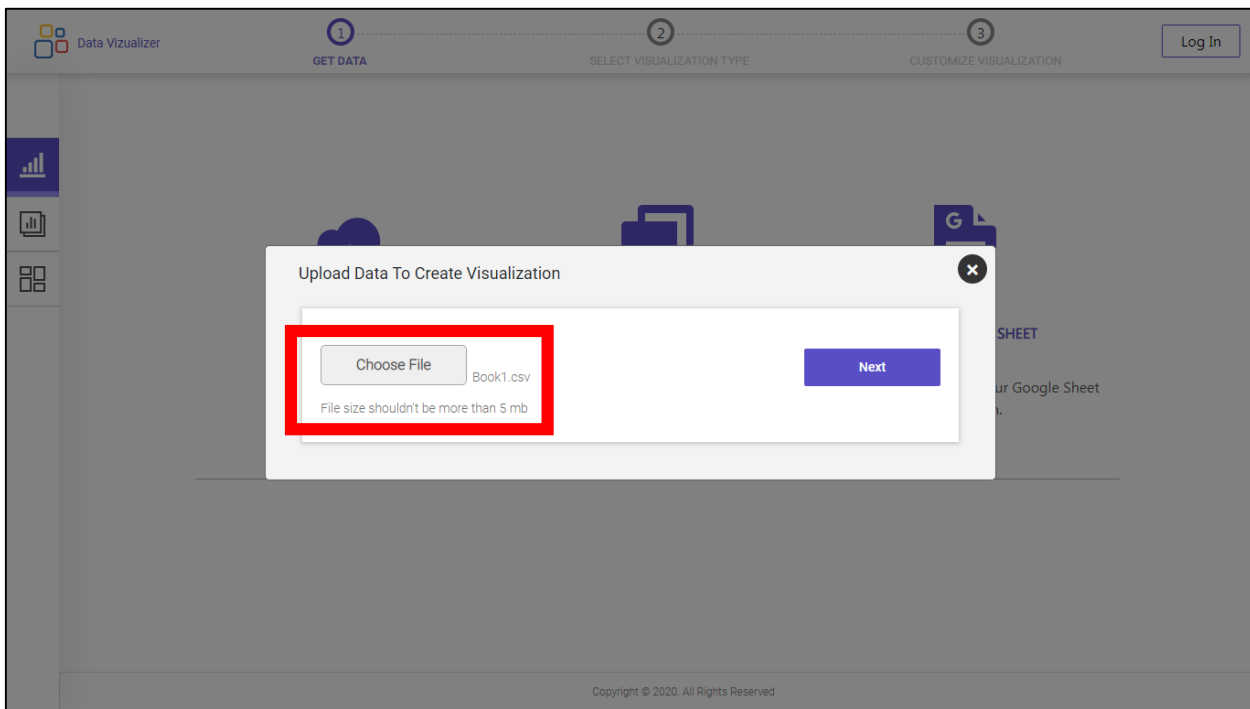 Data Vizualizer
1
GET DATA
2
SELECT VISUALIZATION TYPE
3
CUSTOMIZE VISUALIZATION
Log In
G
Upload Data To Create Visualization
SHEET
Choose File
Book1.csv
Next
ur Google Sheet
File size shouldn't be more than 5 mb
Copyright © 2020. All Rights Reserved